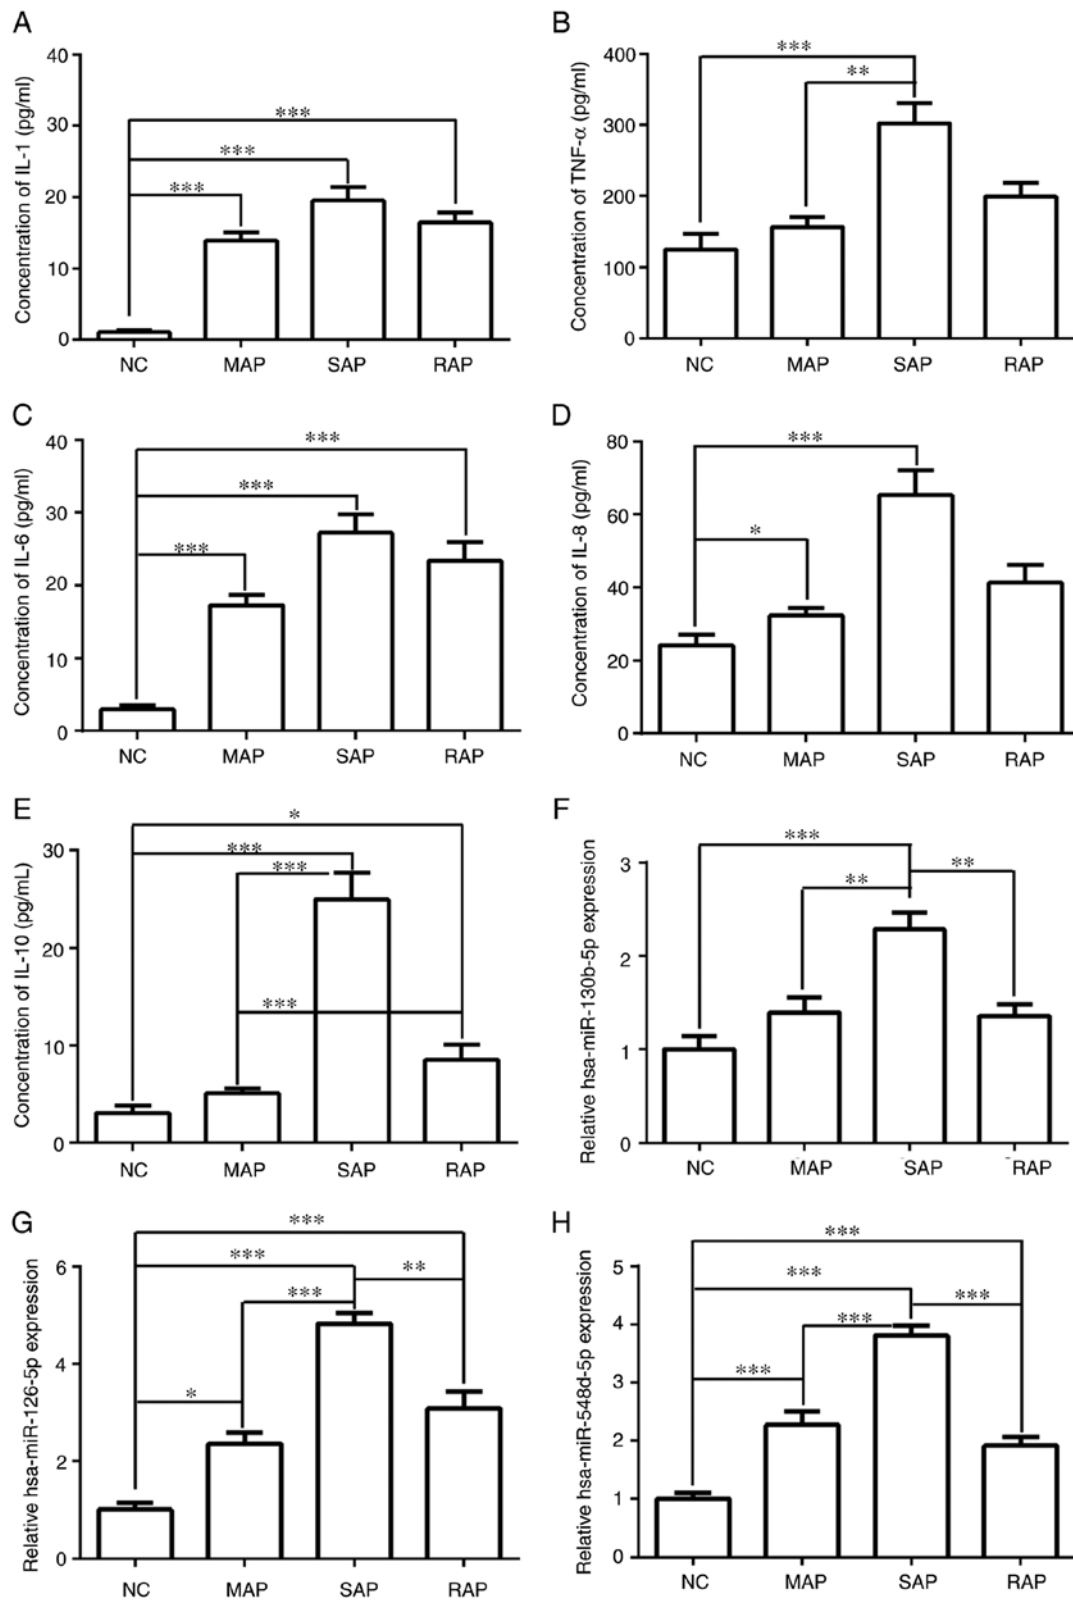 A
Concentration of IL-1 (pg/ml)
40
30
20
10
0
***
***
***
NC MAP SAP RAP
B
Concentration of TNF-α (pg/ml)
400
300
200
100
0
***
**
NC MAP SAP RAP
C
Concentration of IL-6 (pg/ml)
40
30
20
10
0
***
***
***
NC MAP SAP RAP
D
Concentration of IL-8 (pg/ml)
80
60
40
20
0
***
*
NC MAP SAP RAP
E
Concentration of IL-10 (pg/mL)
30
20
10
0
*
***
***
***
NC MAP SAP RAP
F
Relative hsa-miR-130b-5p expression
3
2
1
0
***
**
**
NC MAP SAP RAP
G
Relative hsa-miR-126-5p expression
6
4
2
0
***
***
**
***
*
NC MAP SAP RAP
H
Relative hsa-miR-548d-5p expression
5
4
3
2
1
0
***
***
***
***
***
NC MAP SAP RAP